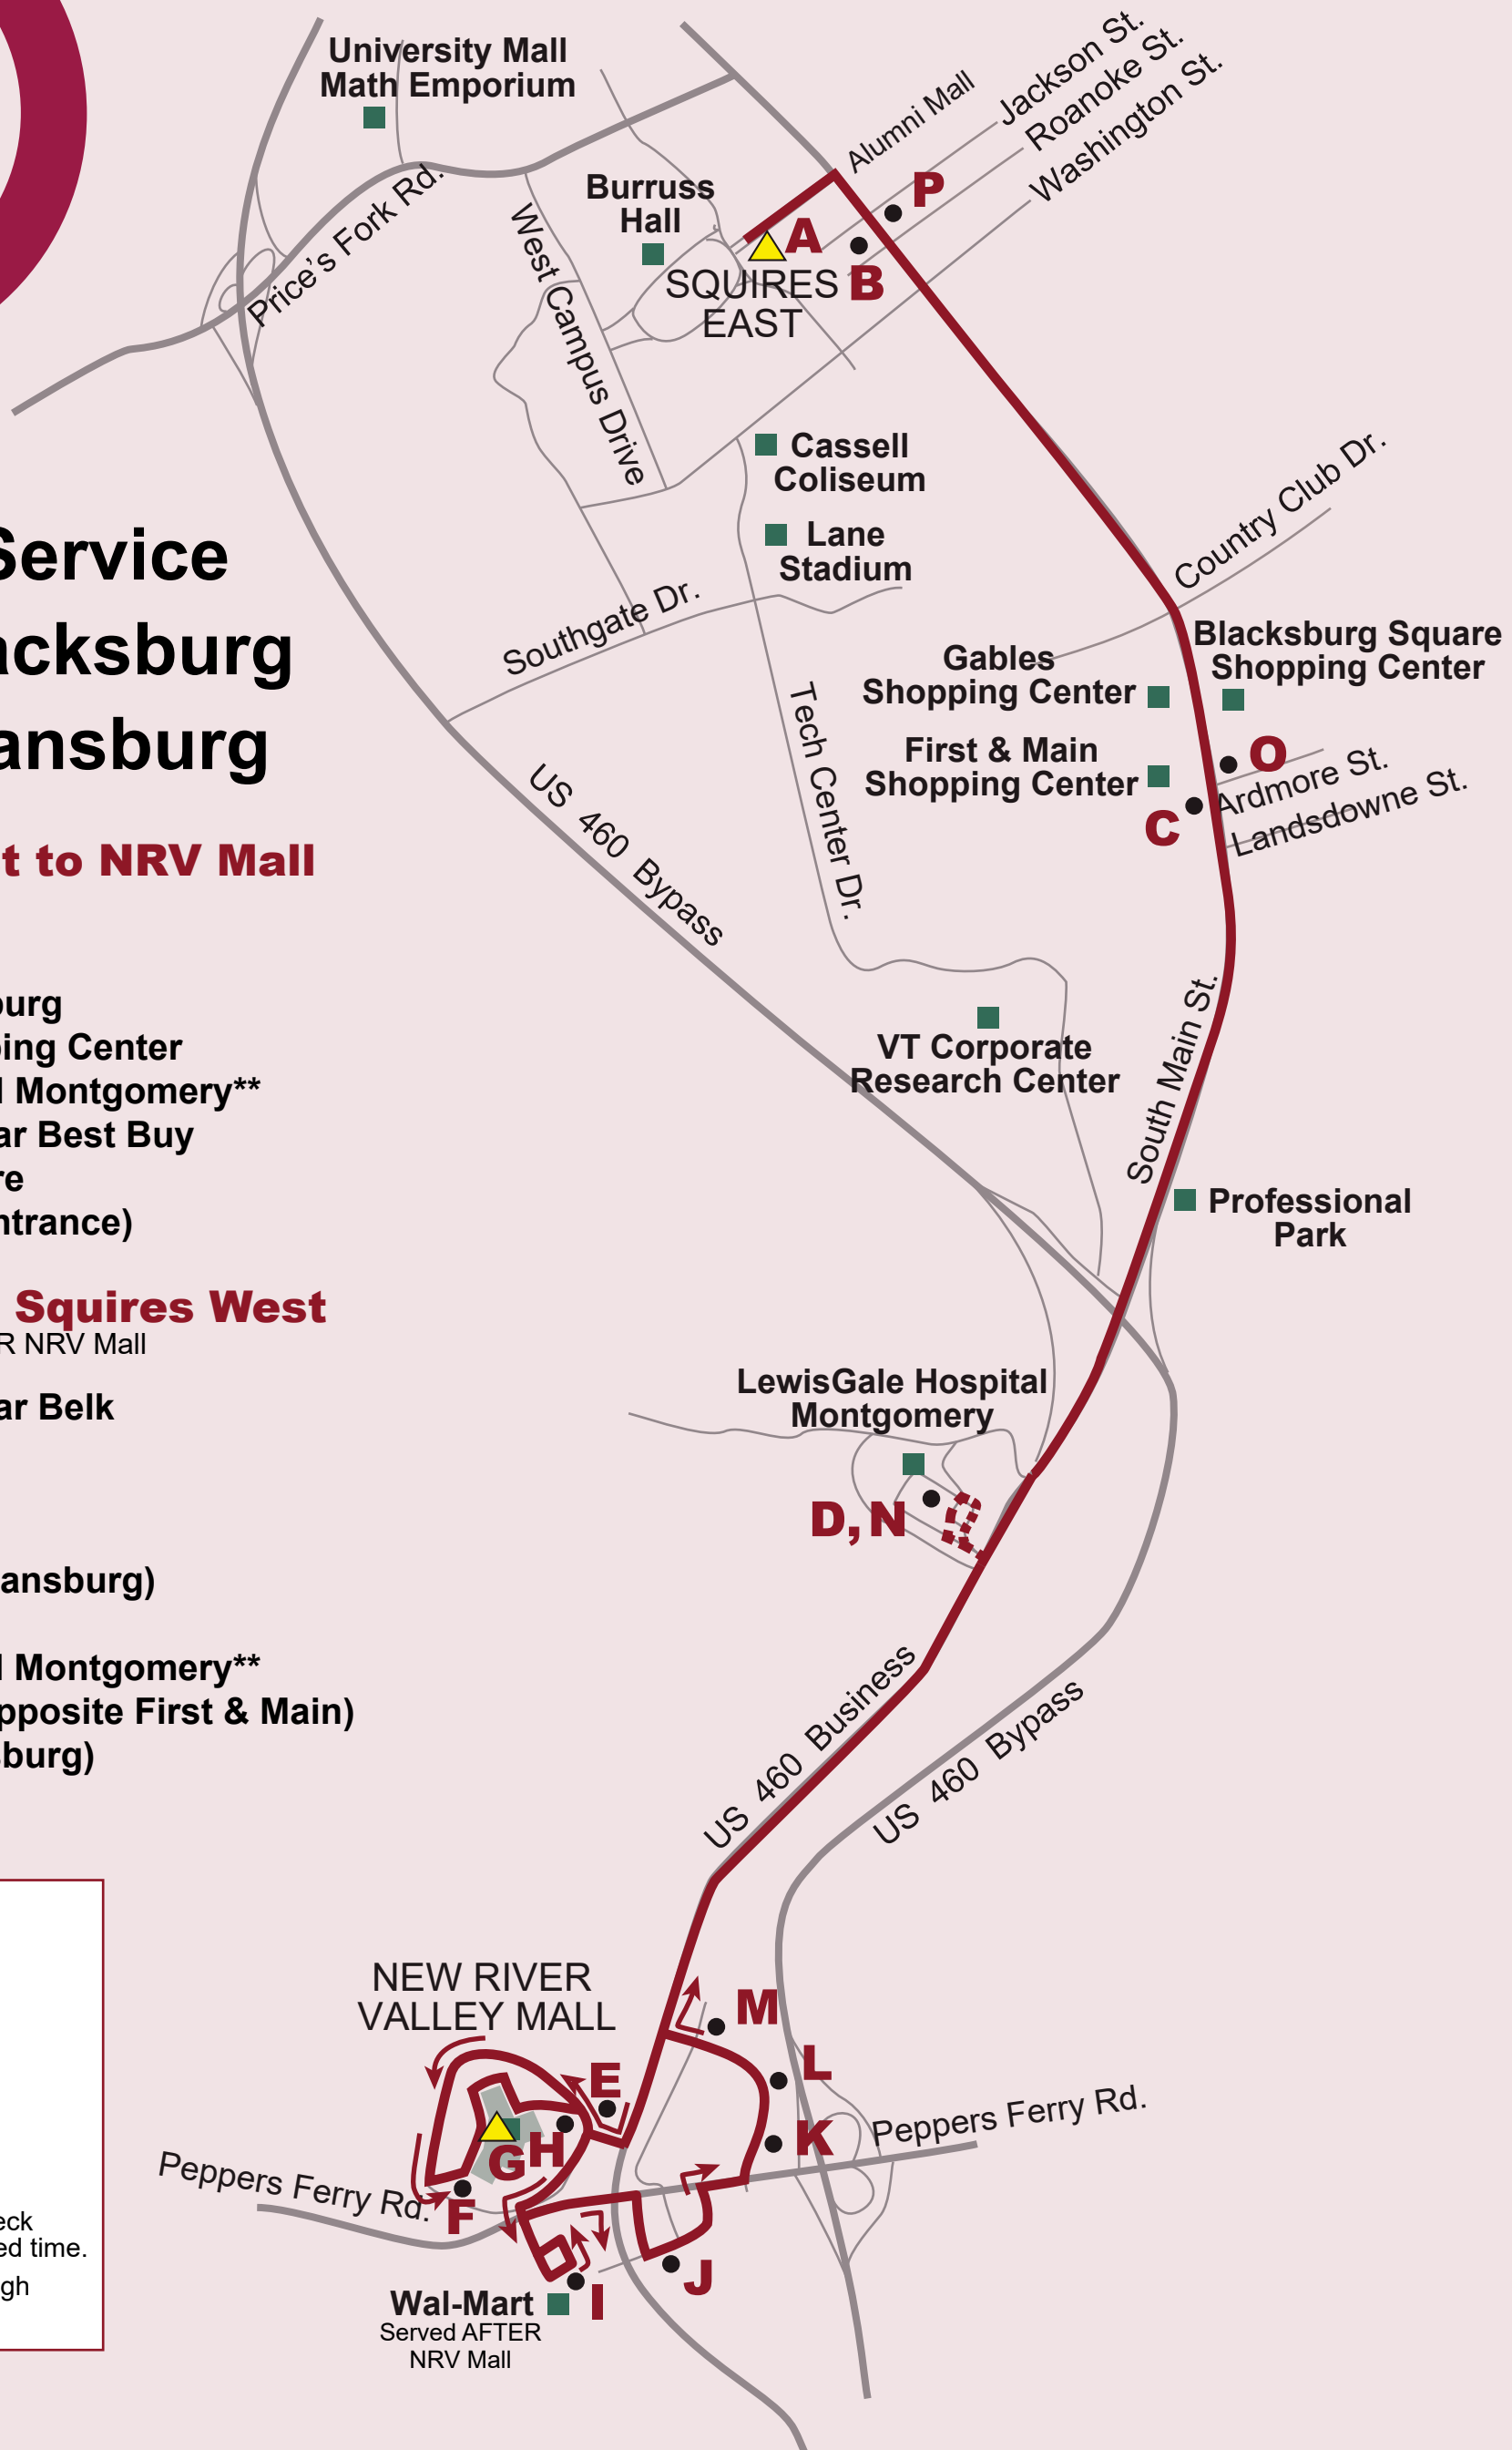 University Mall
Math Emporium
Jackson St.
Roanoke St.
Washington St.
Alumni Mall
Price's Fork Rd.
Burruss
Hall
P
A
B
SQUIRES
EAST
West Campus Drive
Cassell
Coliseum
Lane
Stadium
Country Club Dr.
Southgate Dr.
Blacksburg Square
Shopping Center
Gables
Shopping Center
First & Main
Shopping Center
O
C
Ardmore St.
Landsdowne St.
Tech Center Dr.
US 460 Bypass
VT Corporate
Research Center
South Main St.
Professional
Park
LewisGale Hospital
Montgomery
D, N
US 460 Business
US 460 Bypass
NEW RIVER
VALLEY MALL
M
L
K
E
H
G
F
J
I
Peppers Ferry Rd.
Peppers Ferry Rd.
Wal-Mart
Served AFTER
NRV Mall
Service
acksburg
ansburg
t to NRV Mall
burg
ping Center
l Montgomery**
ar Best Buy
re
ntrance)
Squires West
R NRV Mall
ar Belk
ansburg)
l Montgomery**
pposite First & Main)
sburg)
eck
ed time.
gh